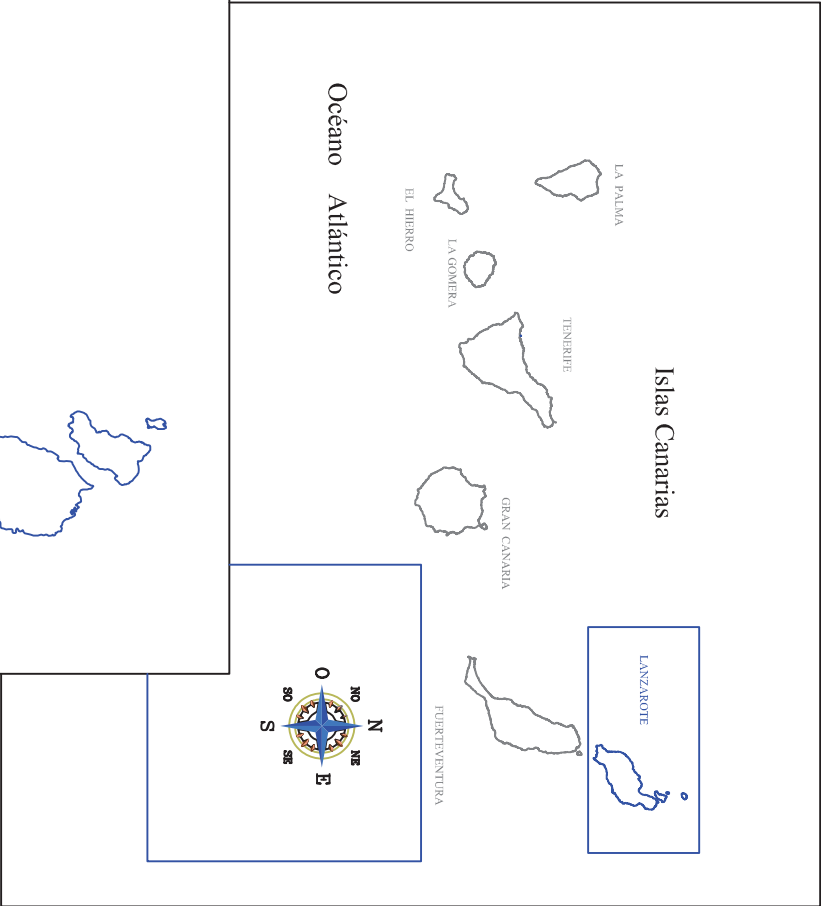 Islas Canarias
LA PALMA
TENERIFE
LANZAROTE
GRAN CANARIA
LA GOMERA
EL HIERRO
FUERTEVENTURA
Océano Atlántico
N
NO
NE
O
E
SO
SE
S